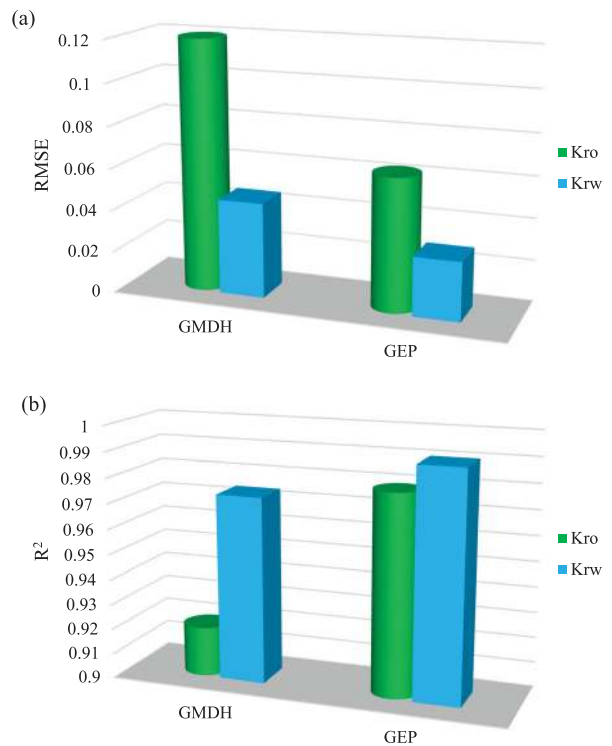 (a)
0.12
0.1
0.08
0.06
0.04
0.02
0
RMSE
GMDH
GEP
Kro
Krw
(b)
1
0.99
0.98
0.97
0.96
0.95
0.94
0.93
0.92
0.91
0.9
R²
GMDH
GEP
Kro
Krw